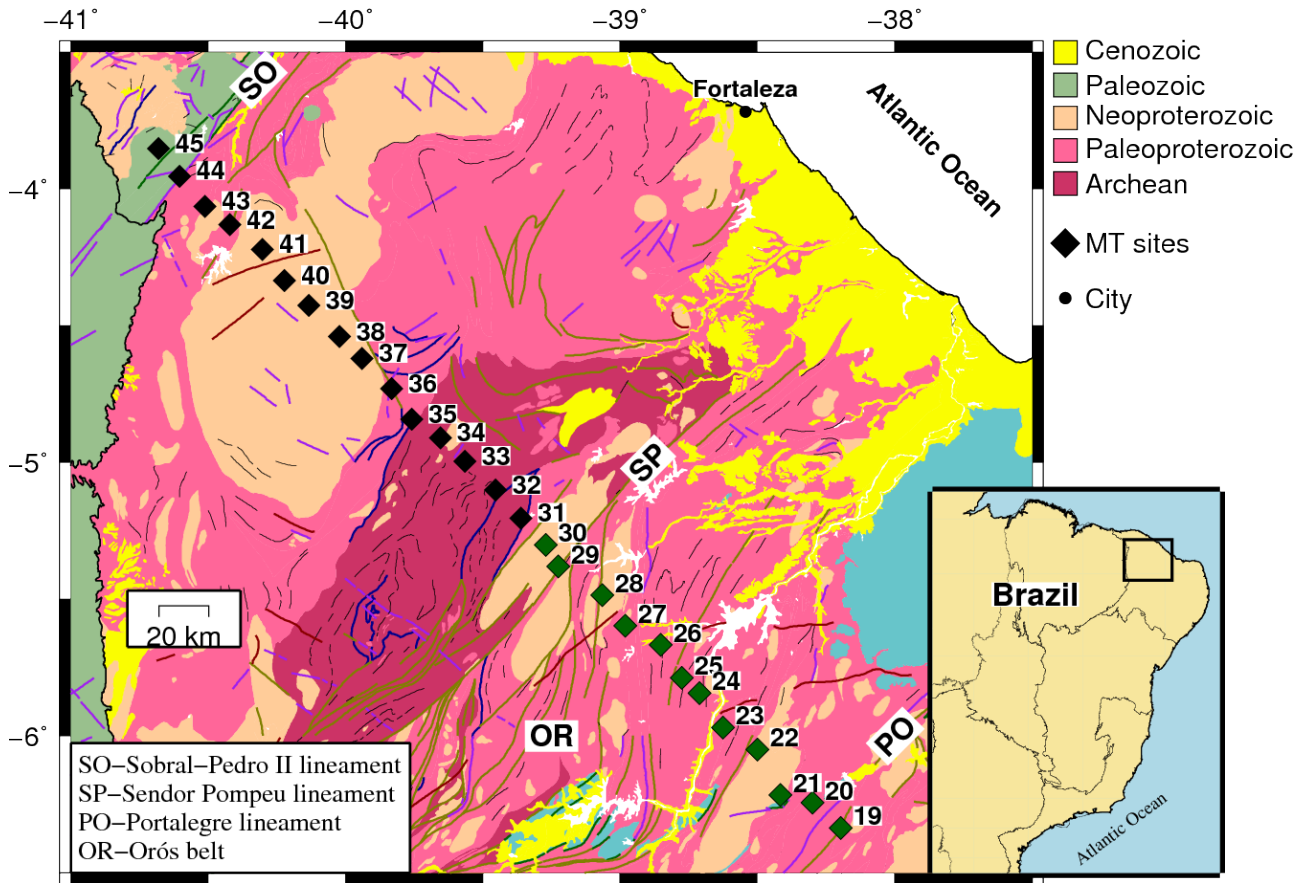 −41°
−40°
−39°
−38°
−4°
−5°
−6°
SO
Fortaleza
Atlantic Ocean
45
44
43
42
41
40
39
38
37
36
35
34
33
32
31
30
29
28
27
26
25
24
23
22
21
20
19
SP
OR
PO
20 km
SO−Sobral−Pedro II lineament
SP−Sendor Pompeu lineament
PO−Portalegre lineament
OR−Orós belt
Cenozoic
Paleozoic
Neoproterozoic
Paleoproterozoic
Archean
MT sites
City
Brazil
Atlantic Ocean